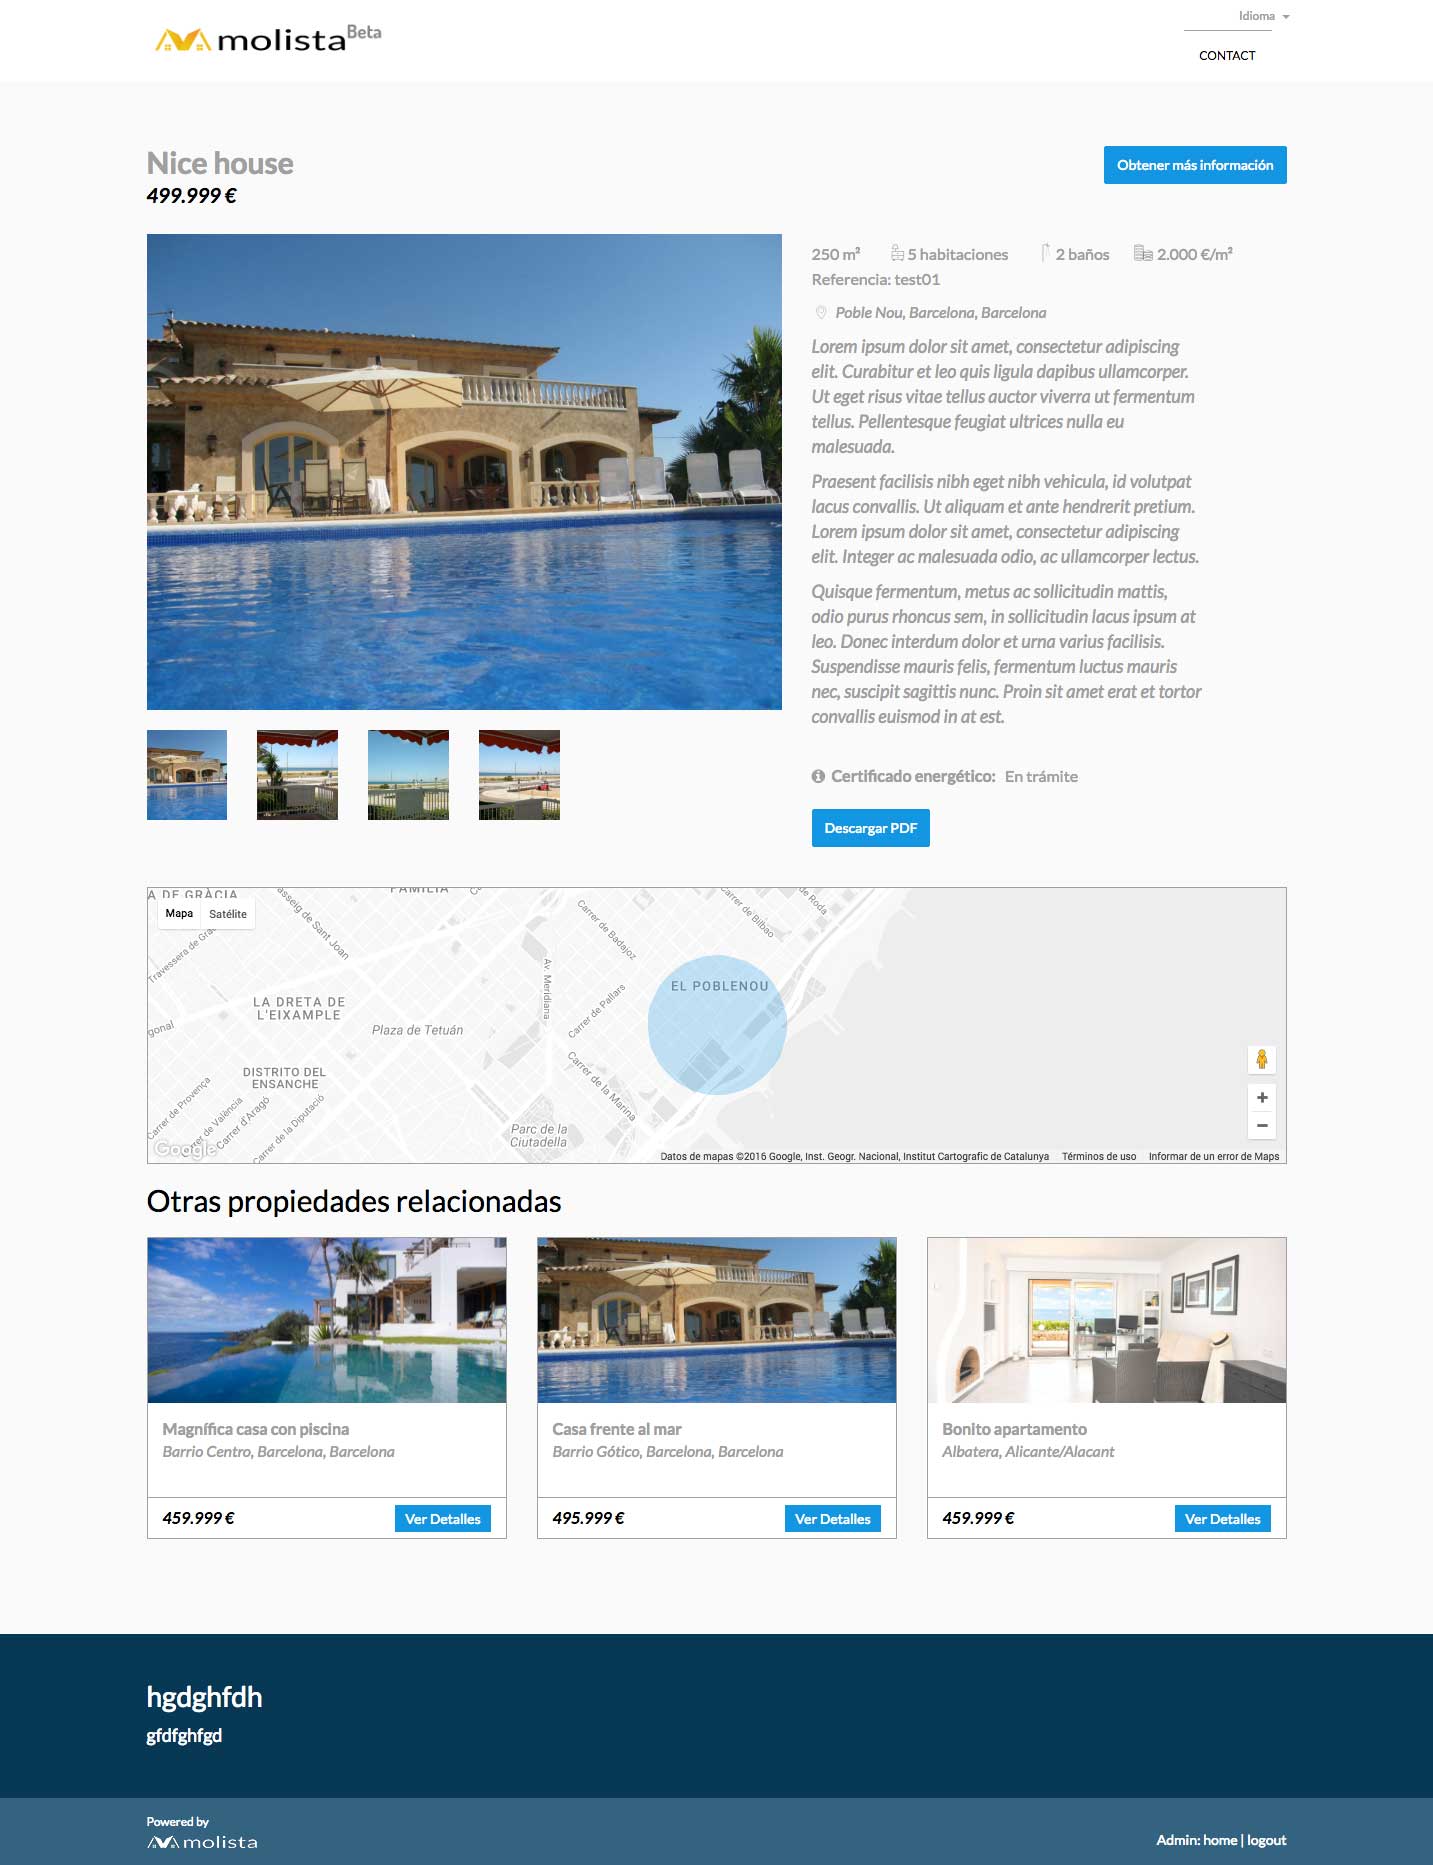 molista Beta
Idioma
CONTACT
Nice house
499.999 €
Obtener más información
250 m² 5 habitaciones 2 baños 2.000 €/m²
Referencia: test01
Poble Nou, Barcelona, Barcelona
Lorem ipsum dolor sit amet, consectetur adipiscing
elit. Curabitur et leo quis ligula dapibus ullamcorper.
Ut eget risus vitae tellus auctor viverra ut fermentum
tellus. Pellentesque feugiat ultrices nulla eu
malesuada.
Praesent facilisis nibh eget nibh vehicula, id volutpat
lacus convallis. Ut aliquam et ante hendrerit pretium.
Lorem ipsum dolor sit amet, consectetur adipiscing
elit. Integer ac malesuada odio, ac ullamcorper lectus.
Quisque fermentum, metus ac sollicitudin mattis,
odio purus rhoncus sem, in sollicitudin lacus ipsum at
leo. Donec interdum dolor et urna varius facilisis.
Suspendisse mauris felis, fermentum luctus mauris
nec, suscipit sagittis nunc. Proin sit amet erat et tortor
convallis euismod in at est.
Certificado energético: En trámite
Descargar PDF
A DE GRÀCIA
FAMILIA
Mapa Satélite
asseig de Sant Joan
Travessera de Grà
Carrer de Badajoz
Carrer de Bilbao
de Roda
Av. Meridiana
EL POBLENOU
Carrer de Pallars
LA DRETA DE
L'EIXAMPLE
gonal
Plaza de Tetuán
DISTRITO DEL
ENSANCHE
Carrer de la Marina
Carrer de Provença
rer de València
Carrer d'Aragó
Carrer de la Diputació
Parc de la
Ciutadella
Google
Datos de mapas ©2016 Google, Inst. Geogr. Nacional, Institut Cartografic de Catalunya Términos de uso Informar de un error de Maps
+
−
Otras propiedades relacionadas
Magnífica casa con piscina
Barrio Centro, Barcelona, Barcelona
459.999 € Ver Detalles
Casa frente al mar
Barrio Gótico, Barcelona, Barcelona
495.999 € Ver Detalles
Bonito apartamento
Albatera, Alicante/Alacant
459.999 € Ver Detalles
hgdghfdh
gfdfghfgd
Powered by
molista
Admin: home | logout